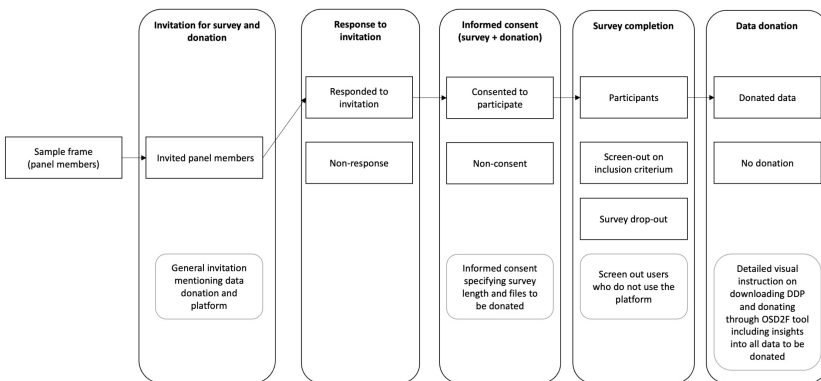 Invitation for survey and
donation
Response to
invitation
Informed consent
(survey + donation)
Survey completion
Data donation
Responded to
invitation
Consented to
participate
Participants
Donated data
Sample frame
(panel members)
Invited panel members
Non-response
Non-consent
Screen-out on
inclusion criterium
No donation
Survey drop-out
General invitation
mentioning data
donation and
platform
Informed consent
specifying survey
length and files to
be donated
Screen out users
who do not use the
platform
Detailed visual
instruction on
downloading DDP
and donating
through OSD2F tool
including insights
into all data to be
donated